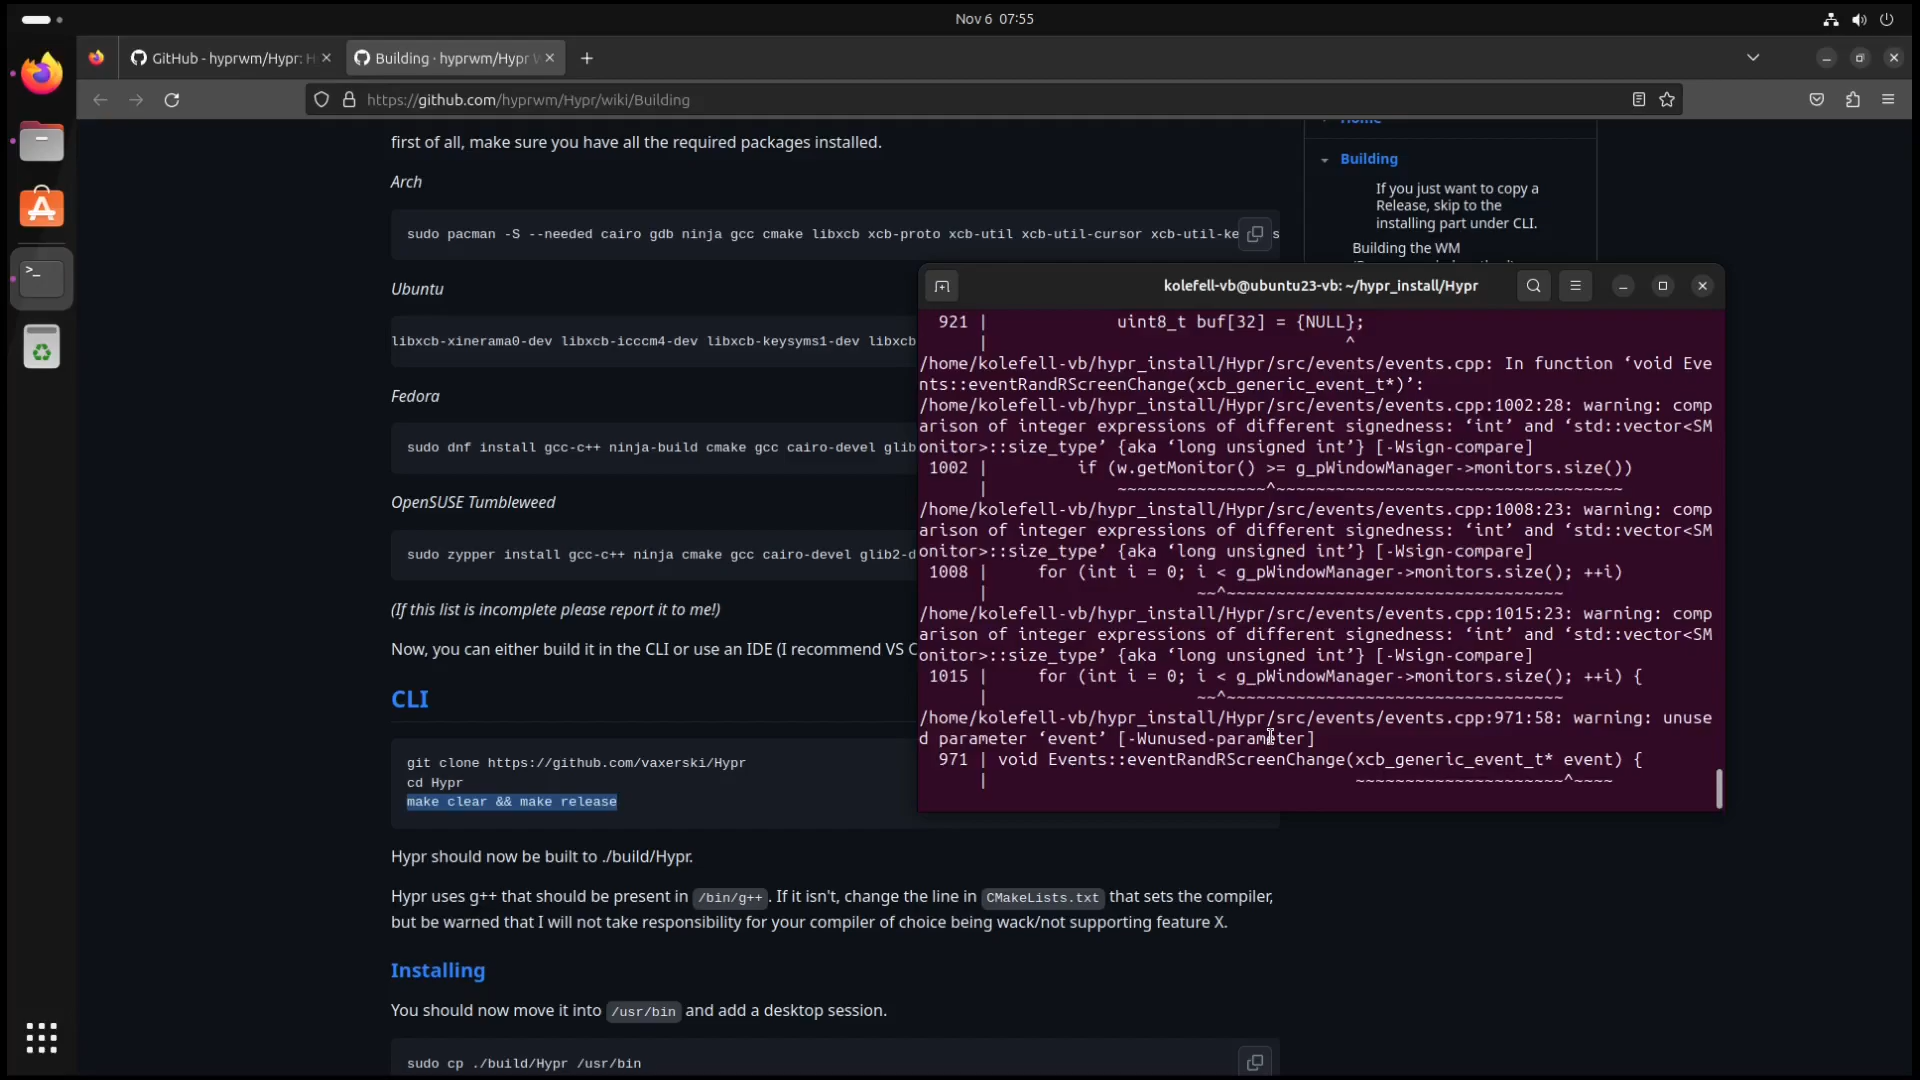 Nov 6 07:55
GitHub - hyprwm/Hypr: H
Building · hyprwm/Hypr W
https://github.com/hyprwm/Hypr/wiki/Building
first of all, make sure you have all the required packages installed.
Arch
sudo pacman -S --needed cairo gdb ninja gcc cmake libxcb xcb-proto xcb-util xcb-util-cursor xcb-util-ke s
Ubuntu
libxcb-xinerama0-dev libxcb-icccm4-dev libxcb-keysyms1-dev libxcb
Fedora
sudo dnf install gcc-c++ ninja-build cmake gcc cairo-devel glib
OpenSUSE Tumbleweed
sudo zypper install gcc-c++ ninja cmake gcc cairo-devel glib2-d
(If this list is incomplete please report it to me!)
Now, you can either build it in the CLI or use an IDE (I recommend VS C
CLI
git clone https://github.com/vaxerski/Hypr
cd Hypr
make clear && make release
Hypr should now be built to ./build/Hypr.
Hypr uses g++ that should be present in /bin/g++. If it isn't, change the line in CMakeLists.txt that sets the compiler,
but be warned that I will not take responsibility for your compiler of choice being wack/not supporting feature X.
Installing
You should now move it into /usr/bin and add a desktop session.
sudo cp ./build/Hypr /usr/bin
Home
Building
If you just want to copy a
Release, skip to the
installing part under CLI.
Building the WM
kolefell-vb@ubuntu23-vb: ~/hypr_install/Hypr
921 | uint8_t buf[32] = {NULL};
| ^
/home/kolefell-vb/hypr_install/Hypr/src/events/events.cpp: In function ‘void Eve
nts::eventRandRScreenChange(xcb_generic_event_t*)’:
/home/kolefell-vb/hypr_install/Hypr/src/events/events.cpp:1002:28: warning: comp
arison of integer expressions of different signedness: ‘int’ and ‘std::vector<SM
onitor>::size_type’ {aka ‘long unsigned int’} [-Wsign-compare]
1002 | if (w.getMonitor() >= g_pWindowManager->monitors.size())
| ~~~~~~~~~~~~~~~^~~~~~~~~~~~~~~~~~~~~~~~~~~~~~~~~~~~
/home/kolefell-vb/hypr_install/Hypr/src/events/events.cpp:1008:23: warning: comp
arison of integer expressions of different signedness: ‘int’ and ‘std::vector<SM
onitor>::size_type’ {aka ‘long unsigned int’} [-Wsign-compare]
1008 | for (int i = 0; i < g_pWindowManager->monitors.size(); ++i)
| ~~^~~~~~~~~~~~~~~~~~~~~~~~~~~~~~~~~~~
/home/kolefell-vb/hypr_install/Hypr/src/events/events.cpp:1015:23: warning: comp
arison of integer expressions of different signedness: ‘int’ and ‘std::vector<SM
onitor>::size_type’ {aka ‘long unsigned int’} [-Wsign-compare]
1015 | for (int i = 0; i < g_pWindowManager->monitors.size(); ++i) {
| ~~^~~~~~~~~~~~~~~~~~~~~~~~~~~~~~~~~~~
/home/kolefell-vb/hypr_install/Hypr/src/events/events.cpp:971:58: warning: unuse
d parameter ‘event’ [-Wunused-parameter]
971 | void Events::eventRandRScreenChange(xcb_generic_event_t* event) {
| ~~~~~~~~~~~~~~~~~~~~~^~~~~